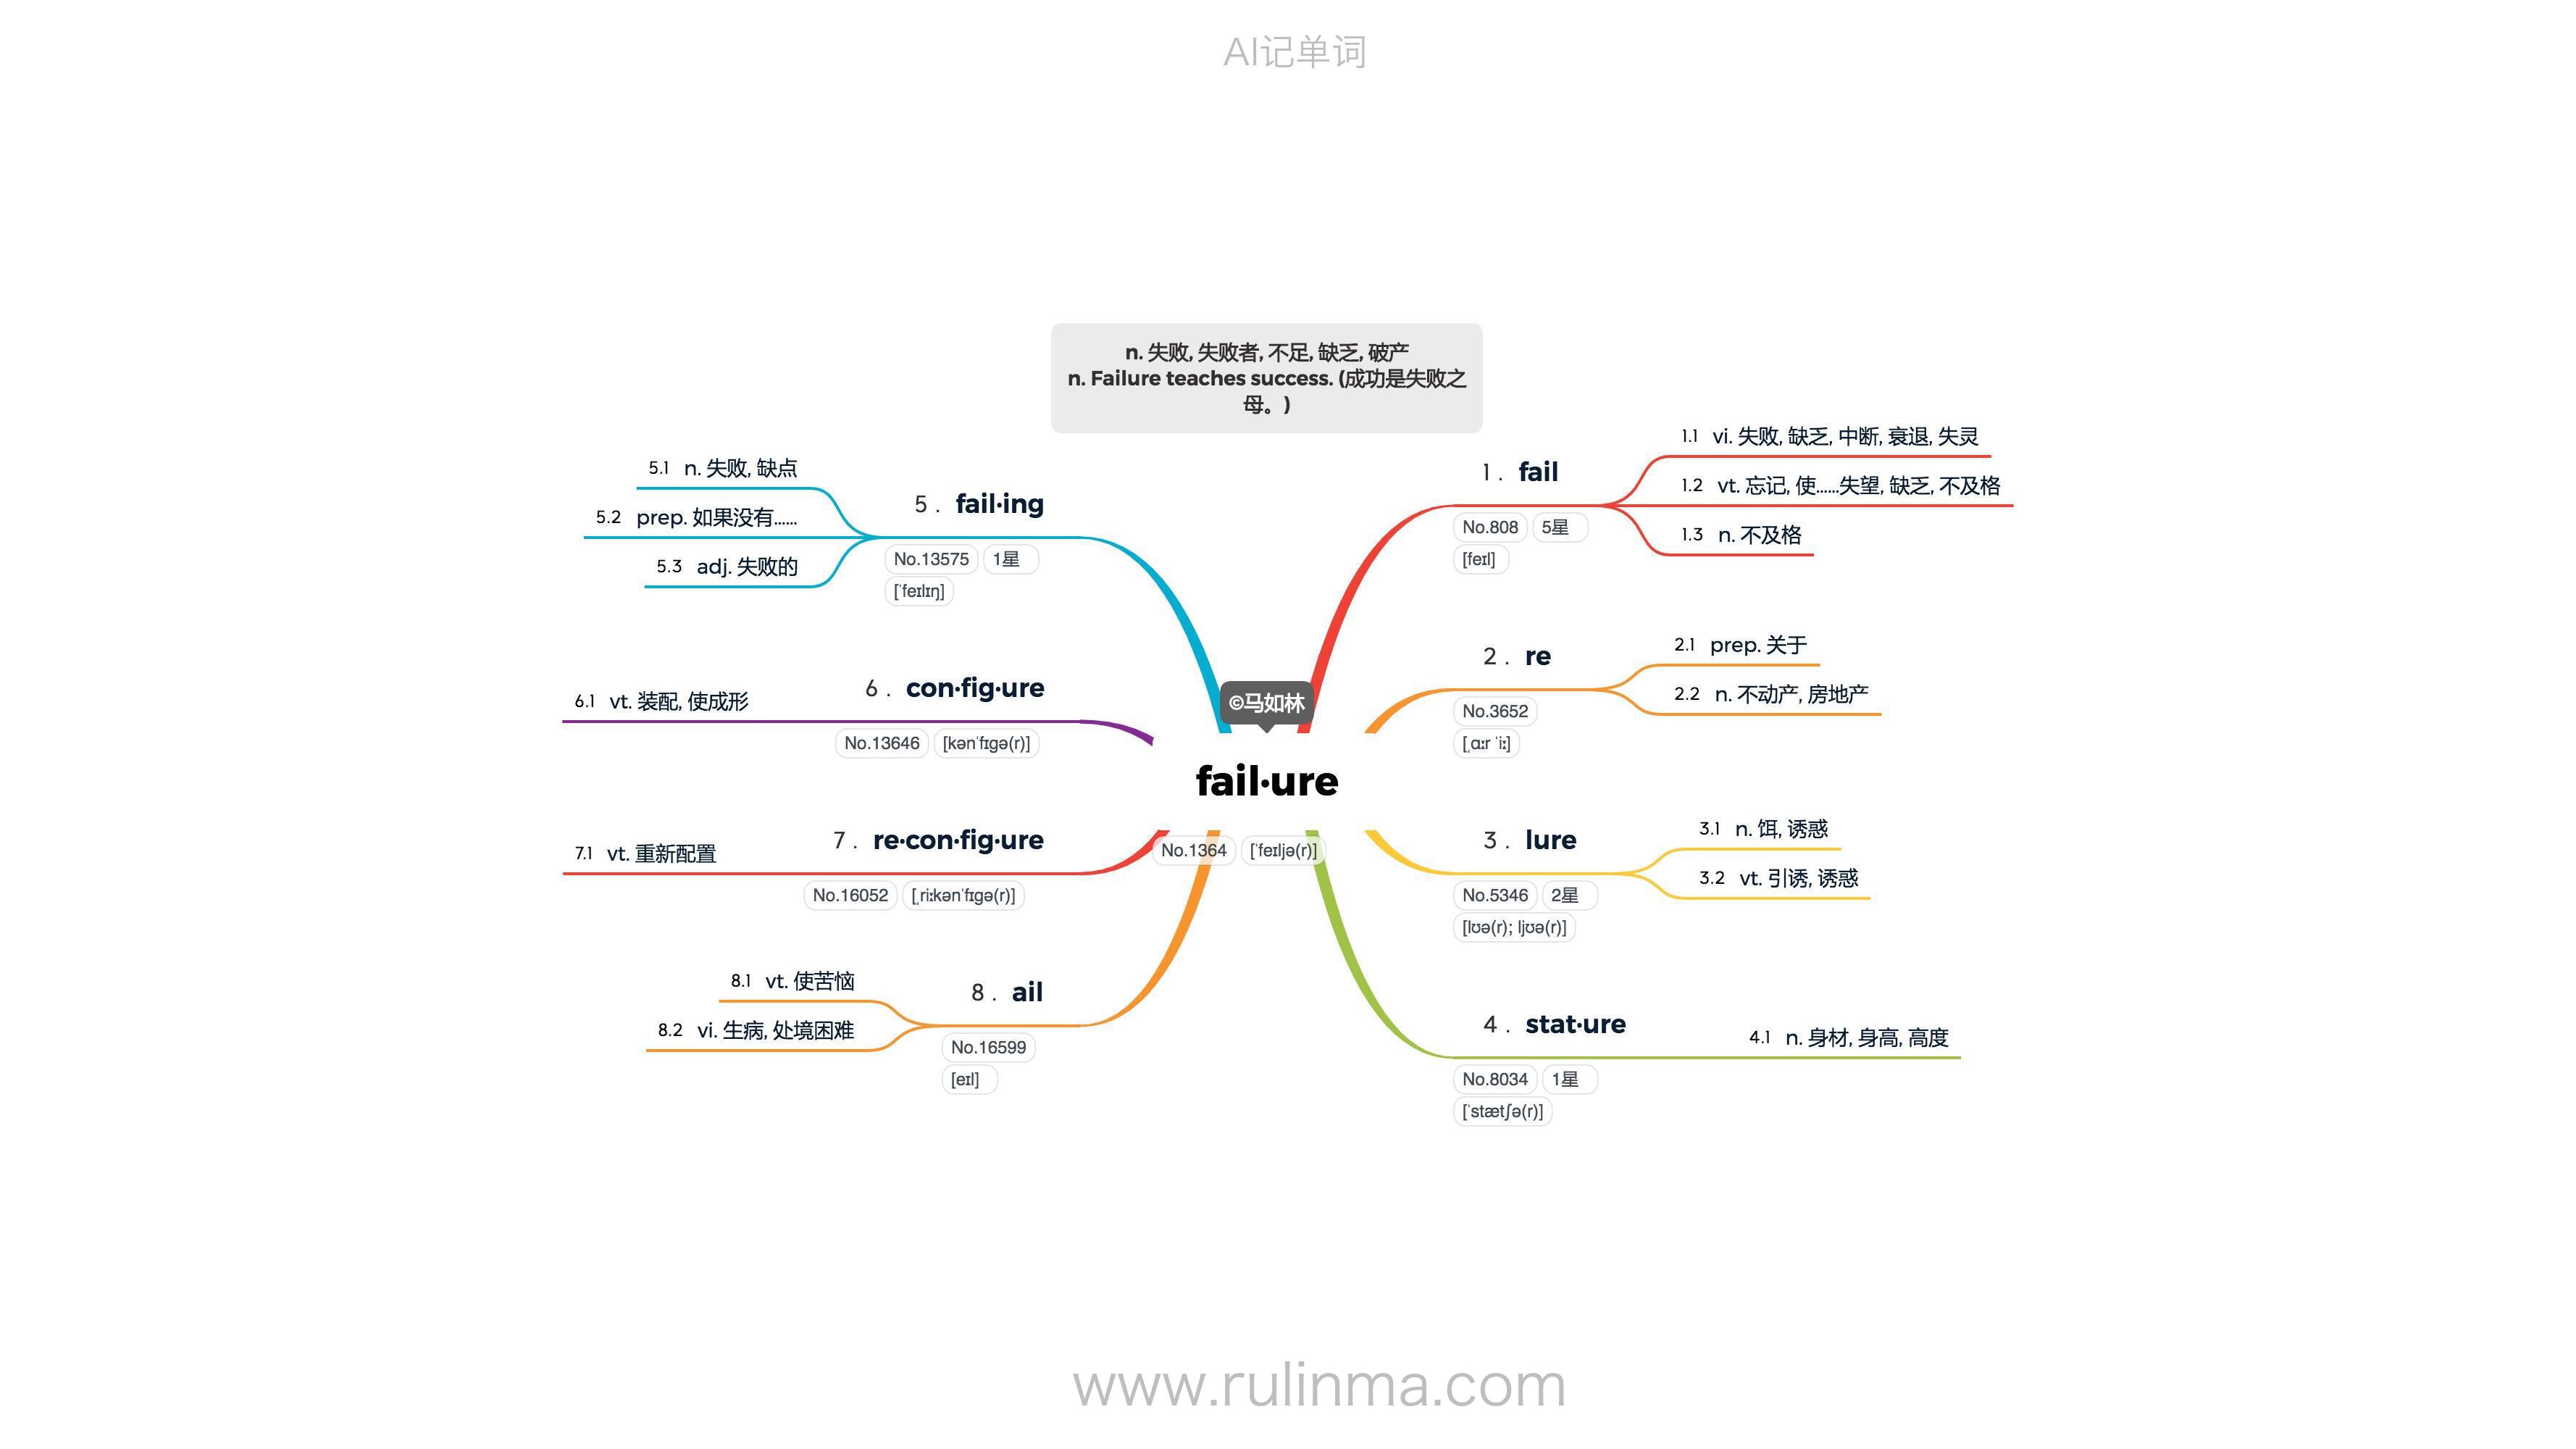 AI记单词
n. 失败, 失败者, 不足, 缺乏, 破产
n. Failure teaches success. (成功是失败之
母。)
©马如林
fail·ure
No.1364 [ˈfeɪljə(r)]
1. fail
No.808 5星
[feɪl]
1.1 vi. 失败, 缺乏, 中断, 衰退, 失灵
1.2 vt. 忘记, 使……失望, 缺乏, 不及格
1.3 n. 不及格
2. re
No.3652
[ˌɑːr ˈiː]
2.1 prep. 关于
2.2 n. 不动产, 房地产
3. lure
No.5346 2星
[lʊə(r); ljʊə(r)]
3.1 n. 饵, 诱惑
3.2 vt. 引诱, 诱惑
4. stat·ure
No.8034 1星
[ˈstætʃə(r)]
4.1 n. 身材, 身高, 高度
5. fail·ing
No.13575 1星
[ˈfeɪlɪŋ]
5.1 n. 失败, 缺点
5.2 prep. 如果没有……
5.3 adj. 失败的
6. con·fig·ure
No.13646 [kənˈfɪgə(r)]
6.1 vt. 装配, 使成形
7. re·con·fig·ure
No.16052 [ˌriːkənˈfɪgə(r)]
7.1 vt. 重新配置
8. ail
No.16599
[eɪl]
8.1 vt. 使苦恼
8.2 vi. 生病, 处境困难
www.rulinma.com